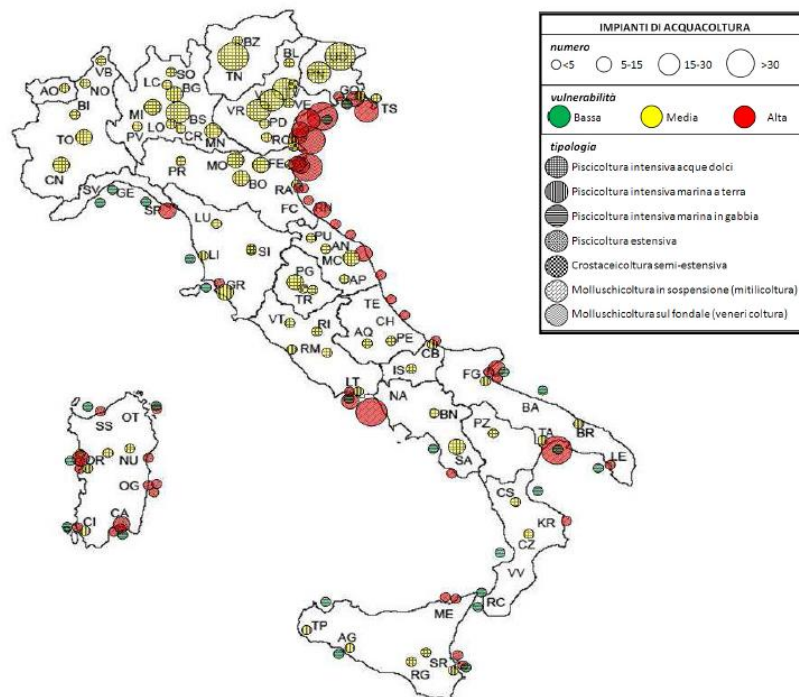 IMPIANTI DI ACQUACOLTURA
numero
<5 5-15 15-30 >30
vulnerabilità
Bassa Media Alta
tipologia
Piscicoltura intensiva acque dolci
Piscicoltura intensiva marina a terra
Piscicoltura intensiva marina in gabbia
Piscicoltura estensiva
Crostaceicoltura semi-estensiva
Molluschicoltura in sospensione (mitilicoltura)
Molluschicoltura sul fondale (veneri coltura)
BZ
BL
TN
VB
SO
AO
NO
LC
BG
GO
TS
BI
MI
BS
VR
VE
TO
PV
LO
CR
MN
PD
RO
CN
PR
MO
FE
BO
RA
SV
GE
SP
FC
RN
LU
PU
AN
LI
SI
MC
PG
AP
GR
TR
TE
VT
RI
CH
AQ
PE
RM
CB
IS
FG
LT
NA
BA
BN
PZ
TA
BR
SA
LE
SS
OT
OR
NU
OG
CI
CA
CS
KR
CZ
VV
RC
ME
TP
AG
RG
SR